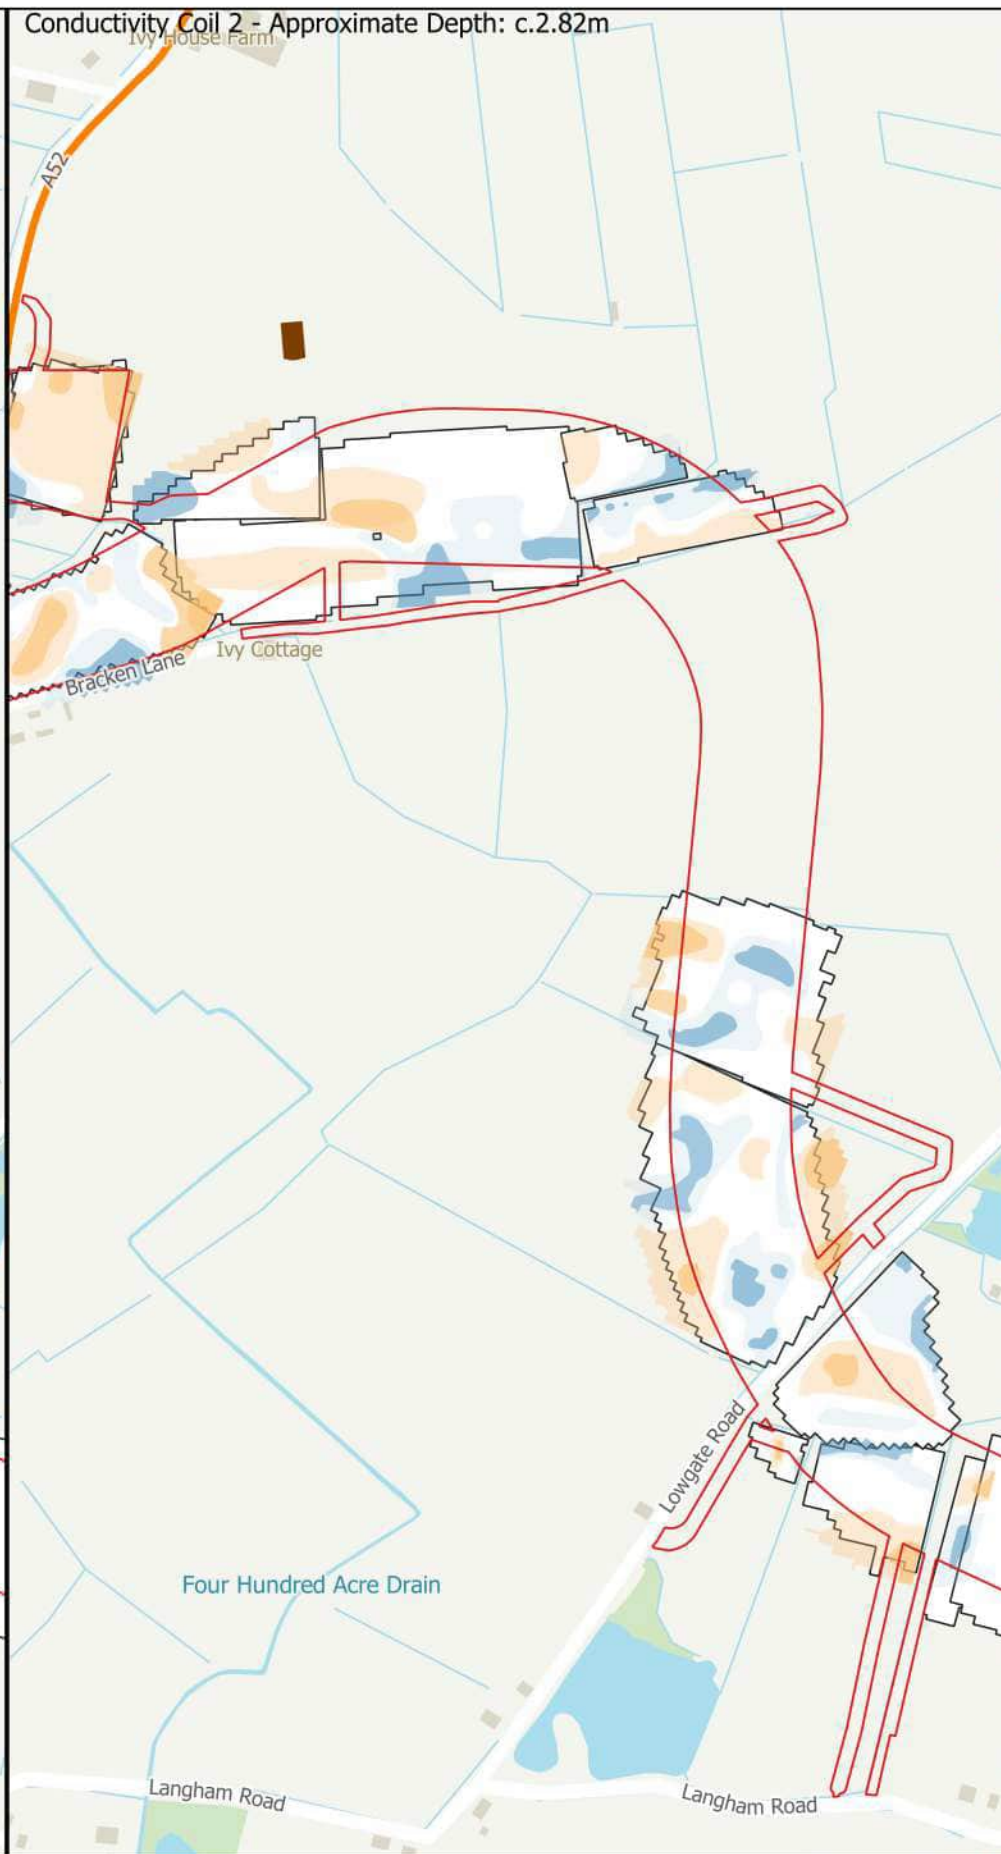 Conductivity Coil 2 - Approximate Depth: c.2.82m
Ivy House Farm
A52
Ivy Cottage
Bracken Lane
Lowgate Road
Four Hundred Acre Drain
Langham Road
Langham Road